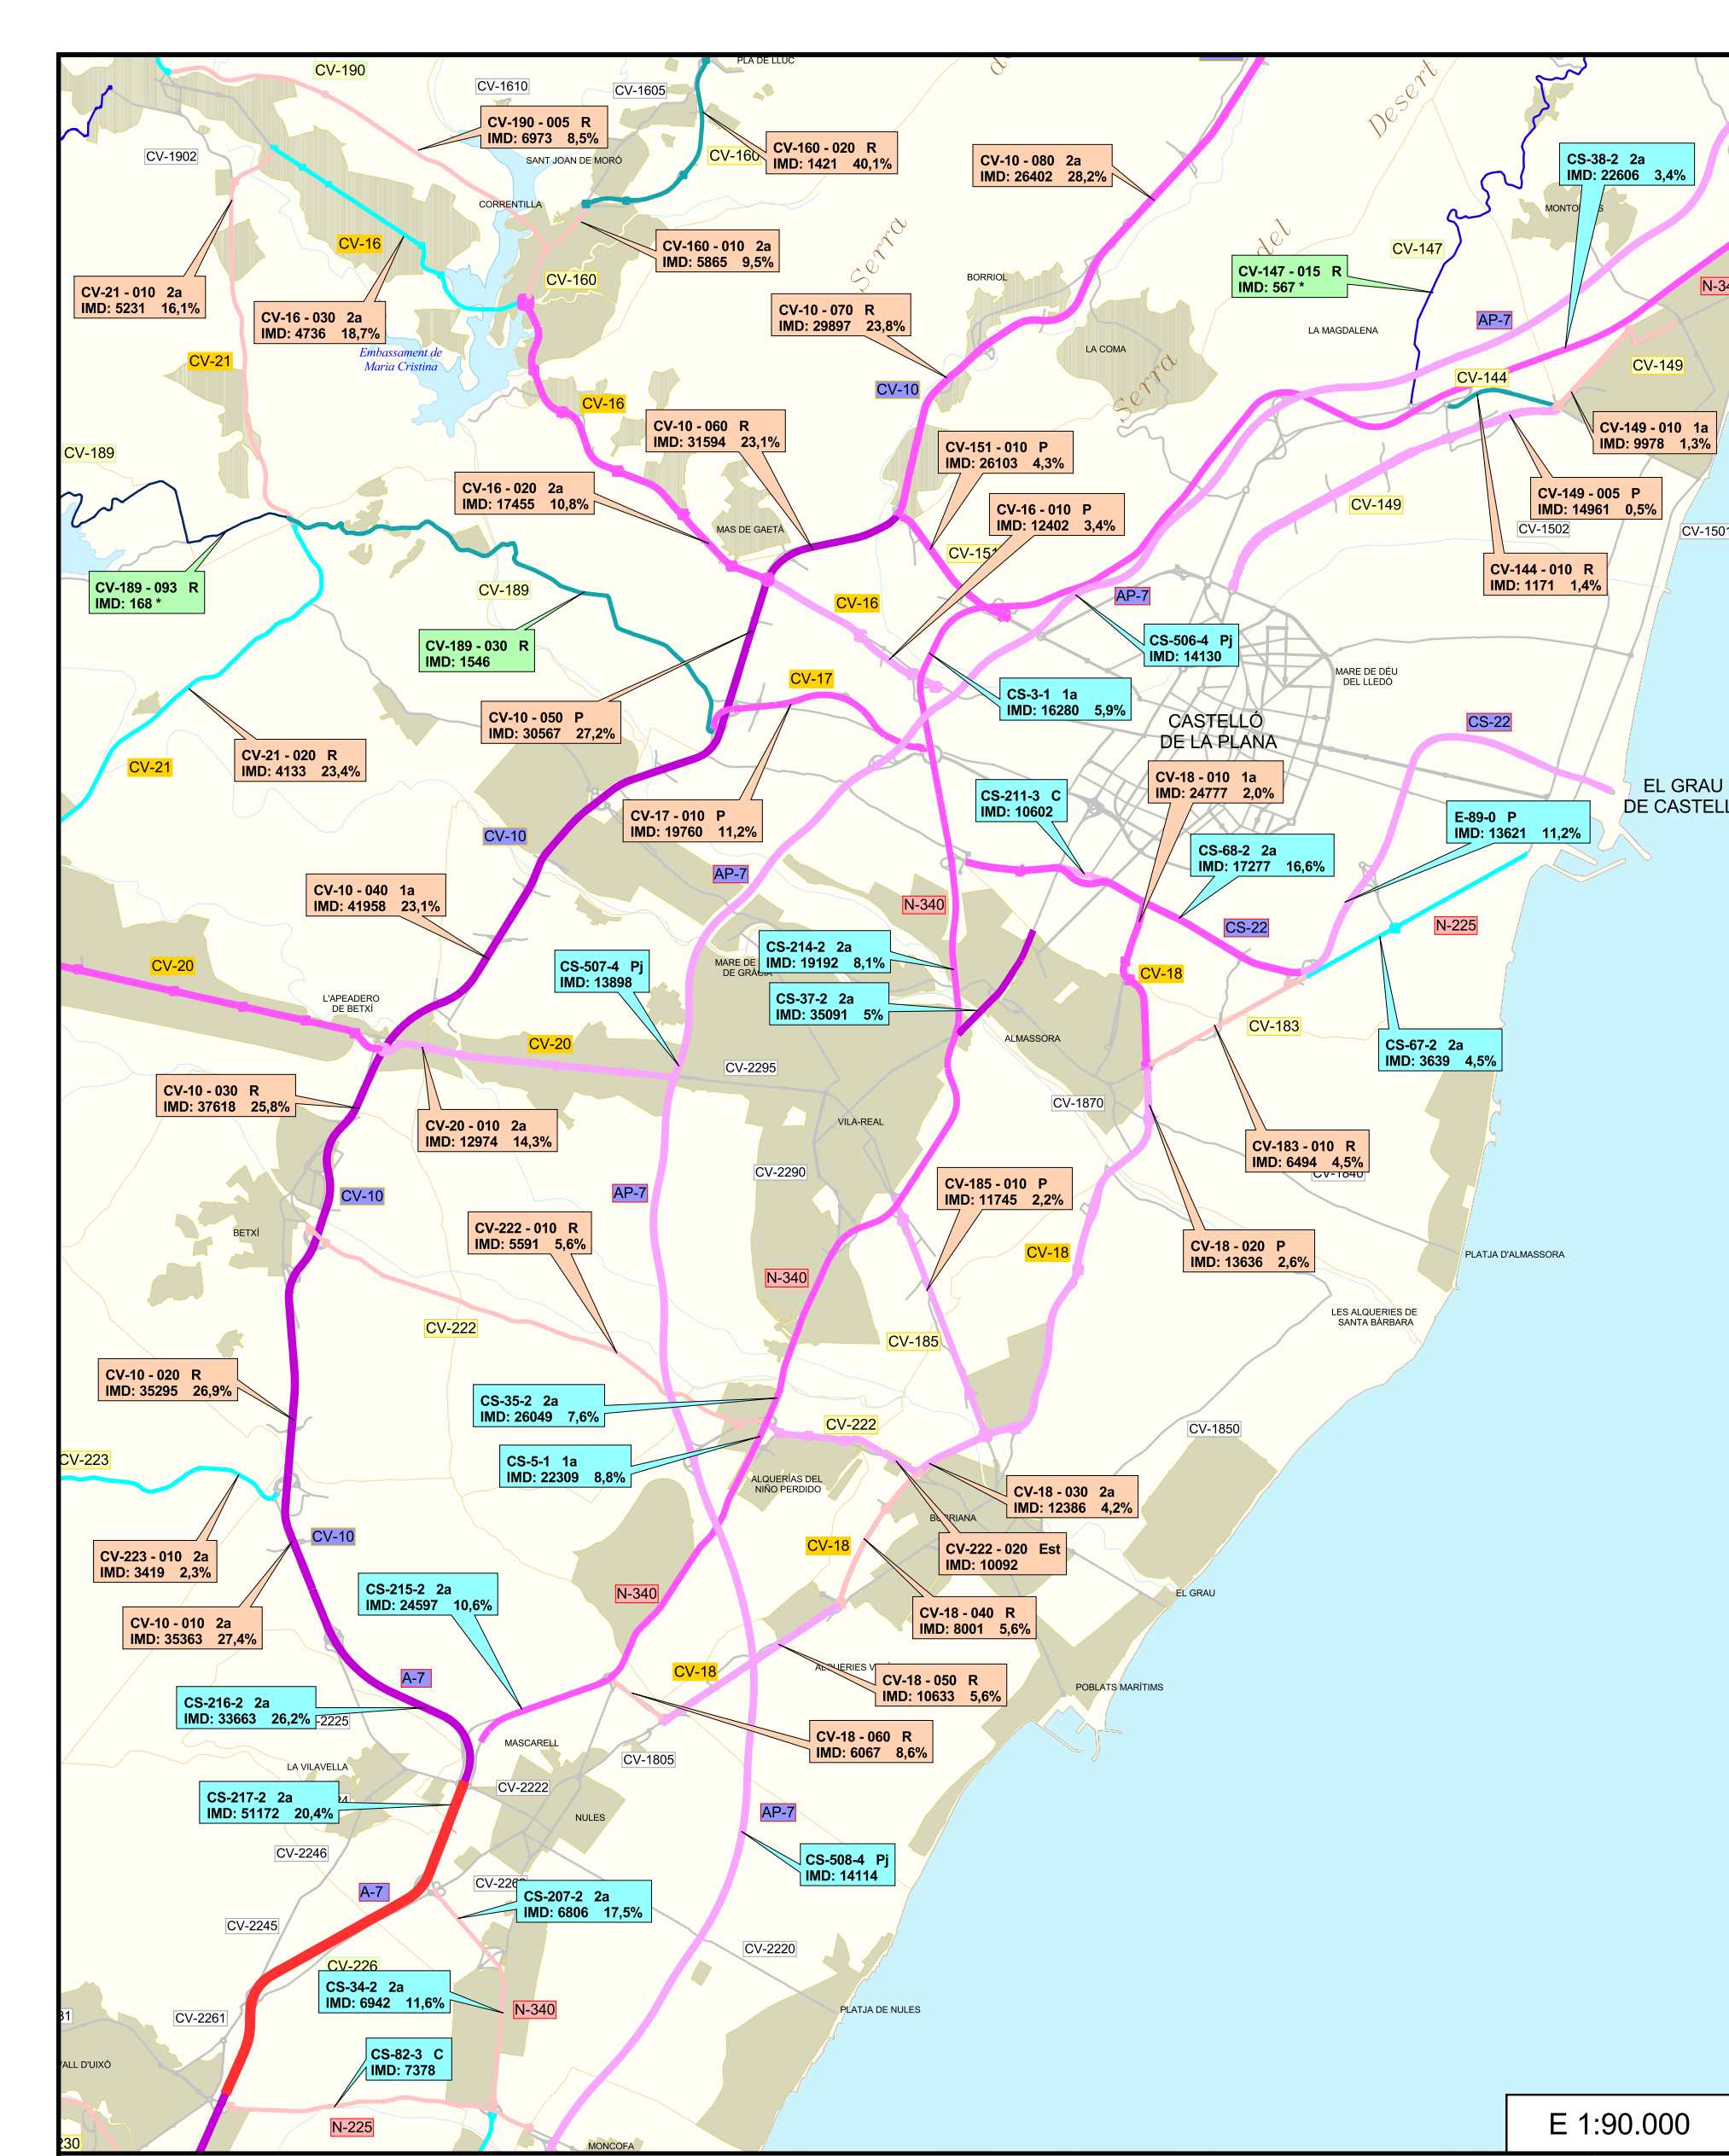 PLA DE LLUC
CV-190
CV-1610
CV-1605
CV-190 - 005 R
IMD: 6973 8,5%
CV-160 - 020 R
IMD: 1421 40,1%
CV-160
CV-1902
SANT JOAN DE MORÓ
CV-10 - 080 2a
IMD: 26402 28,2%
Desert
CS-38-2 2a
IMD: 22606 3,4%
CORRENTILLA
CV-16
CV-160 - 010 2a
IMD: 5865 9,5%
Serra
del
CV-147
CV-147 - 015 R
IMD: 567 *
CV-160
BORRIOL
CV-21 - 010 2a
IMD: 5231 16,1%
CV-16 - 030 2a
IMD: 4736 18,7%
CV-10 - 070 R
IMD: 29897 23,8%
AP-7
LA MAGDALENA
LA COMA
Embassament de
Maria Cristina
CV-21
CV-149
CV-144
Serra
CV-10
CV-16
CV-10 - 060 R
IMD: 31594 23,1%
CV-149 - 010 1a
IMD: 9978 1,3%
CV-151 - 010 P
IMD: 26103 4,3%
CV-189
CV-16 - 020 2a
IMD: 17455 10,8%
CV-149 - 005 P
IMD: 14961 0,5%
CV-16 - 010 P
IMD: 12402 3,4%
CV-149
CV-1502
CV-1501
MAS DE GAETÀ
CV-151
CV-144 - 010 R
IMD: 1171 1,4%
CV-189 - 093 R
IMD: 168 *
CV-189
CV-16
AP-7
CV-189 - 030 R
IMD: 1546
CS-506-4 Pj
IMD: 14130
MARE DE DÉU
DEL LLEDÓ
CV-17
CS-3-1 1a
IMD: 16280 5,9%
CV-10 - 050 P
IMD: 30567 27,2%
CASTELLÓ
DE LA PLANA
CS-22
CV-21 - 020 R
IMD: 4133 23,4%
CV-21
CV-18 - 010 1a
IMD: 24777 2,0%
CS-211-3 C
IMD: 10602
EL GRAU
CV-17 - 010 P
IMD: 19760 11,2%
E-89-0 P
IMD: 13621 11,2%
CV-10
CS-68-2 2a
IMD: 17277 16,6%
AP-7
CV-10 - 040 1a
IMD: 41958 23,1%
N-340
CS-22
N-225
CS-214-2 2a
IMD: 19192 8,1%
CV-20
CS-507-4 Pj
IMD: 13898
MARE DE
DE GRÀCIA
CV-18
CS-37-2 2a
IMD: 35091 5%
L'APEADERO
DE BETXÍ
CV-183
ALMASSORA
CV-20
CS-67-2 2a
IMD: 3639 4,5%
CV-2295
CV-10 - 030 R
IMD: 37618 25,8%
CV-1870
CV-20 - 010 2a
IMD: 12974 14,3%
VILA-REAL
CV-183 - 010 R
IMD: 6494 4,5%
CV-1840
CV-2290
CV-10
AP-7
CV-185 - 010 P
IMD: 11745 2,2%
CV-222 - 010 R
IMD: 5591 5,6%
BETXÍ
CV-18 - 020 P
IMD: 13636 2,6%
CV-18
PLATJA D'ALMASSORA
N-340
LES ALQUERIES DE
SANTA BÀRBARA
CV-222
CV-185
CV-10 - 020 R
IMD: 35295 26,9%
CS-35-2 2a
IMD: 26049 7,6%
CV-222
CV-1850
CV-223
CS-5-1 1a
IMD: 22309 8,8%
ALQUERÍAS DEL
NIÑO PERDIDO
CV-18 - 030 2a
IMD: 12386 4,2%
CV-10
CV-18
CV-222 - 020 Est
IMD: 10092
CV-223 - 010 2a
IMD: 3419 2,3%
CS-215-2 2a
IMD: 24597 10,6%
N-340
EL GRAU
CV-10 - 010 2a
IMD: 35363 27,4%
CV-18 - 040 R
IMD: 8001 5,6%
A-7
CV-18
CV-18 - 050 R
IMD: 10633 5,6%
POBLATS MARÍTIMS
CS-216-2 2a
IMD: 33663 26,2%
-2225
CV-18 - 060 R
IMD: 6067 8,6%
MASCARELL
CV-1805
LA VILAVELLA
CV-2222
CS-217-2 2a
IMD: 51172 20,4%
AP-7
NULES
CV-2246
CS-508-4 Pj
IMD: 14114
A-7
CS-207-2 2a
IMD: 6806 17,5%
CV-2245
CV-2220
CV-226
CS-34-2 2a
IMD: 6942 11,6%
N-340
PLATJA DE NULES
CV-2261
CS-82-3 C
IMD: 7378
N-225
MONCOFA
E 1:90.000